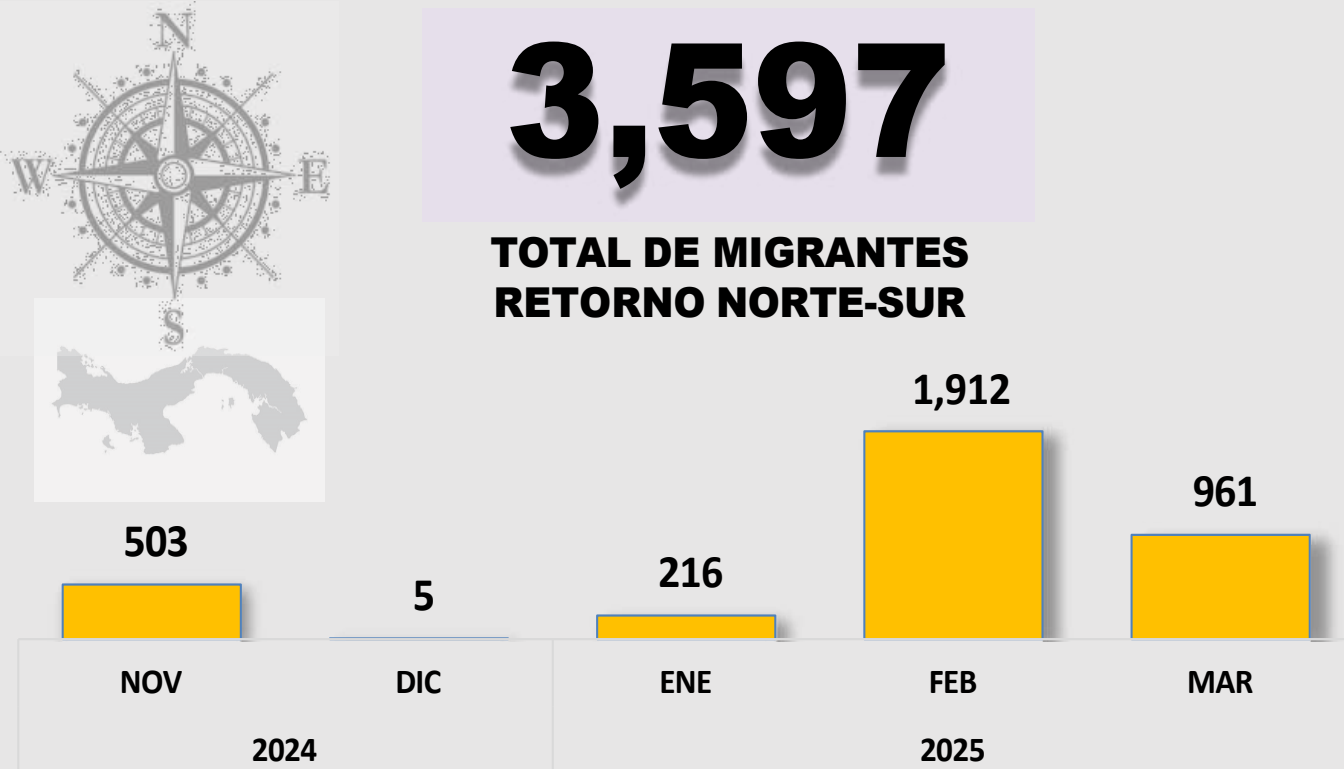 N
W
E
S
3,597
TOTAL DE MIGRANTES
RETORNO NORTE-SUR
503
5
216
1,912
961
NOV
DIC
ENE
FEB
MAR
2024
2025